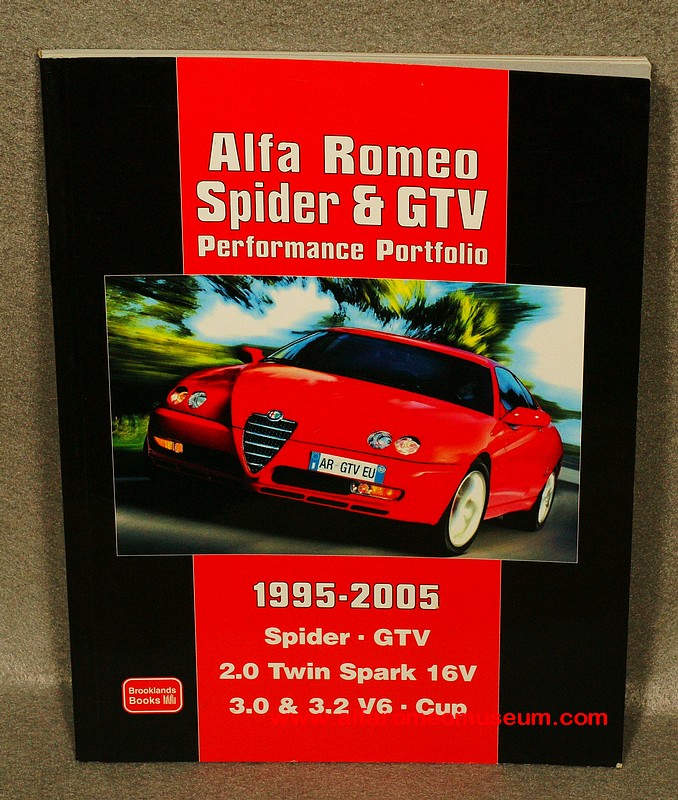 Alfa Romeo
Spider & GTV
Performance Portfolio
AR GTV EU
1995-2005
Spider · GTV
2.0 Twin Spark 16V
3.0 & 3.2 V6 · Cup
Brooklands
Books
museum.com